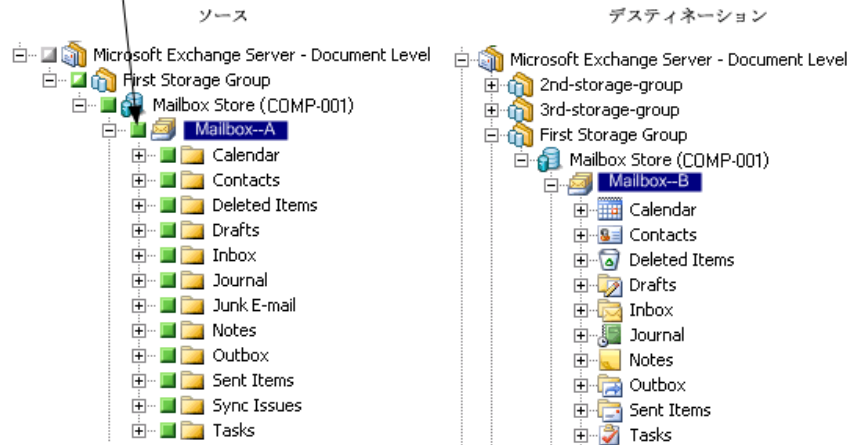 ソース
Microsoft Exchange Server - Document Level
First Storage Group
Mailbox Store (COMP-001)
Mailbox--A
Calendar
Contacts
Deleted Items
Drafts
Inbox
Journal
Junk E-mail
Notes
Outbox
Sent Items
Sync Issues
Tasks
デスティネーション
Microsoft Exchange Server - Document Level
2nd-storage-group
3rd-storage-group
First Storage Group
Mailbox Store (COMP-001)
Mailbox--B
Calendar
Contacts
Deleted Items
Drafts
Inbox
Journal
Notes
Outbox
Sent Items
Tasks